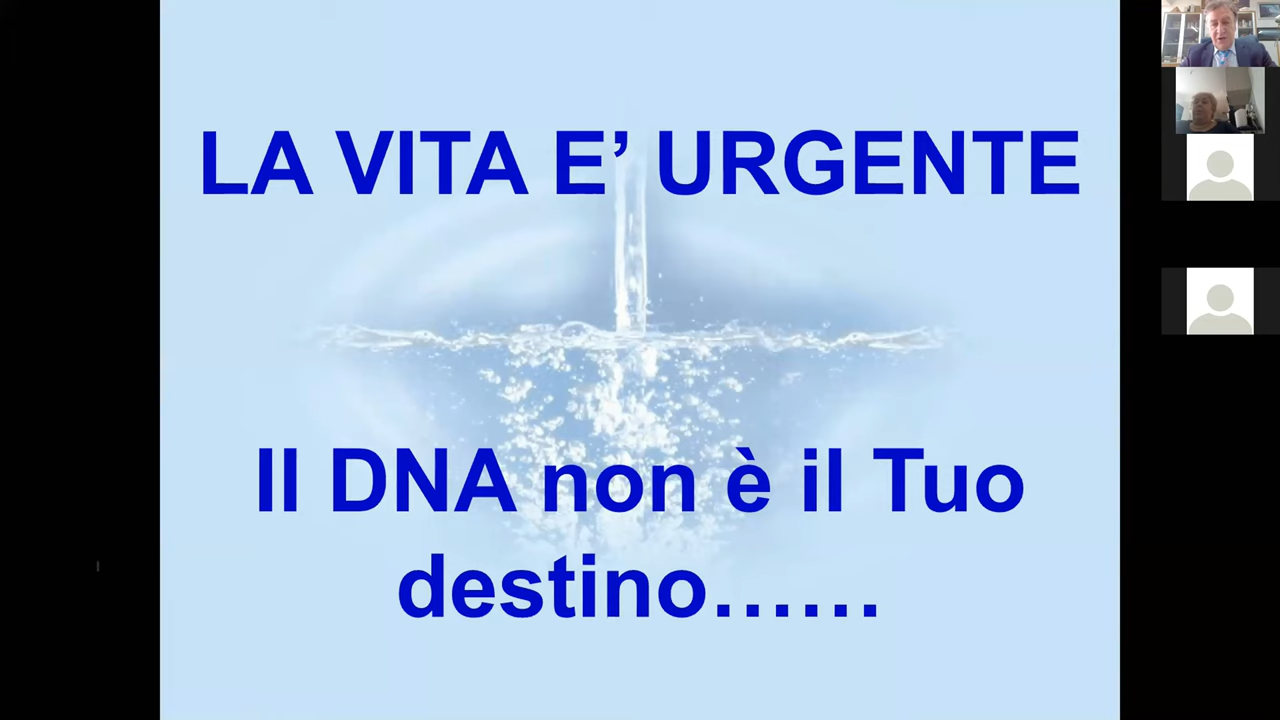 LA VITA E’ URGENTE
Il DNA non è il Tuo
destino……